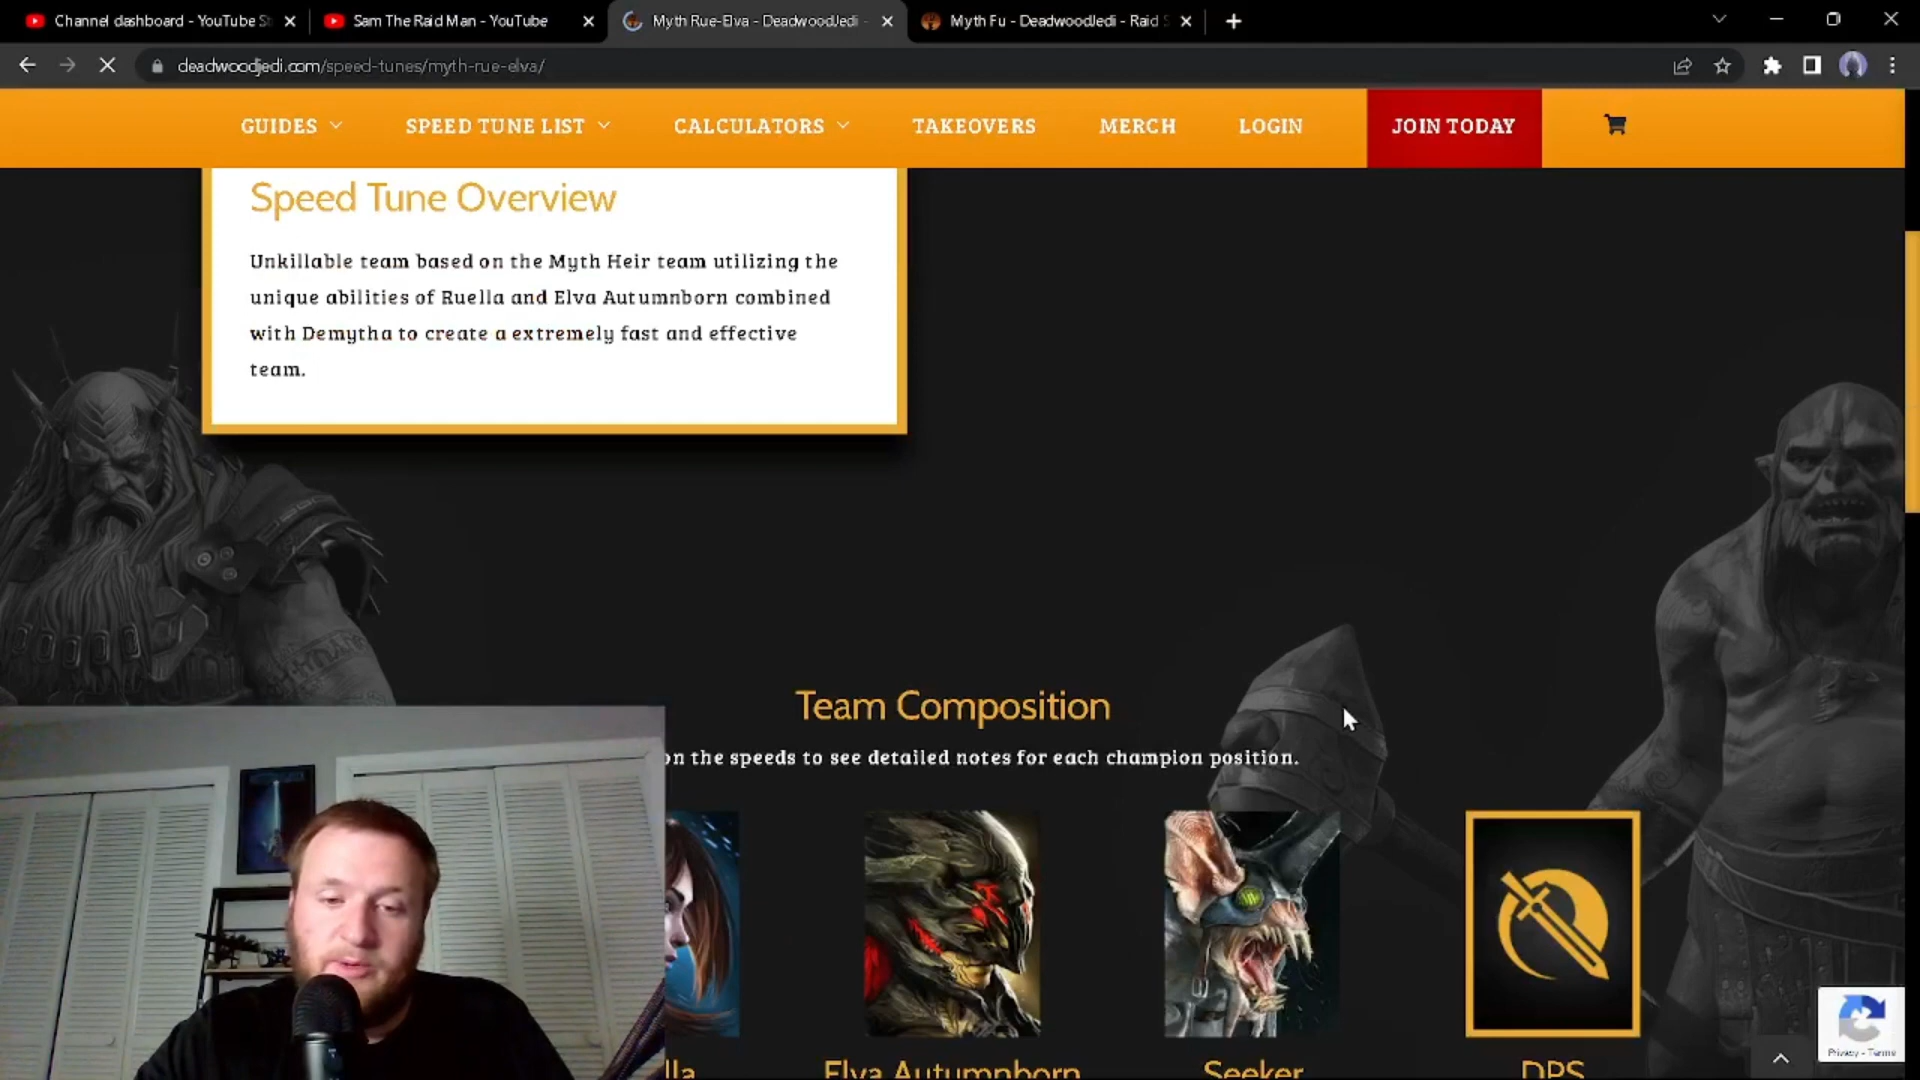 Channel dashboard - YouTube St
Sam The Raid Man - YouTube
Myth Rue-Elva - DeadwoodJedi -
Myth Fu - DeadwoodJedi - Raid S
deadwoodjedi.com/speed-tunes/myth-rue-elva/
GUIDES
SPEED TUNE LIST
CALCULATORS
TAKEOVERS
MERCH
LOGIN
JOIN TODAY
Speed Tune Overview
Unkillable team based on the Myth Heir team utilizing the
unique abilities of Ruella and Elva Autumnborn combined
with Demytha to create a extremely fast and effective
team.
Team Composition
on the speeds to see detailed notes for each champion position.
lla
Elva Autumnborn
Seeker
DPS
Privacy - Terms